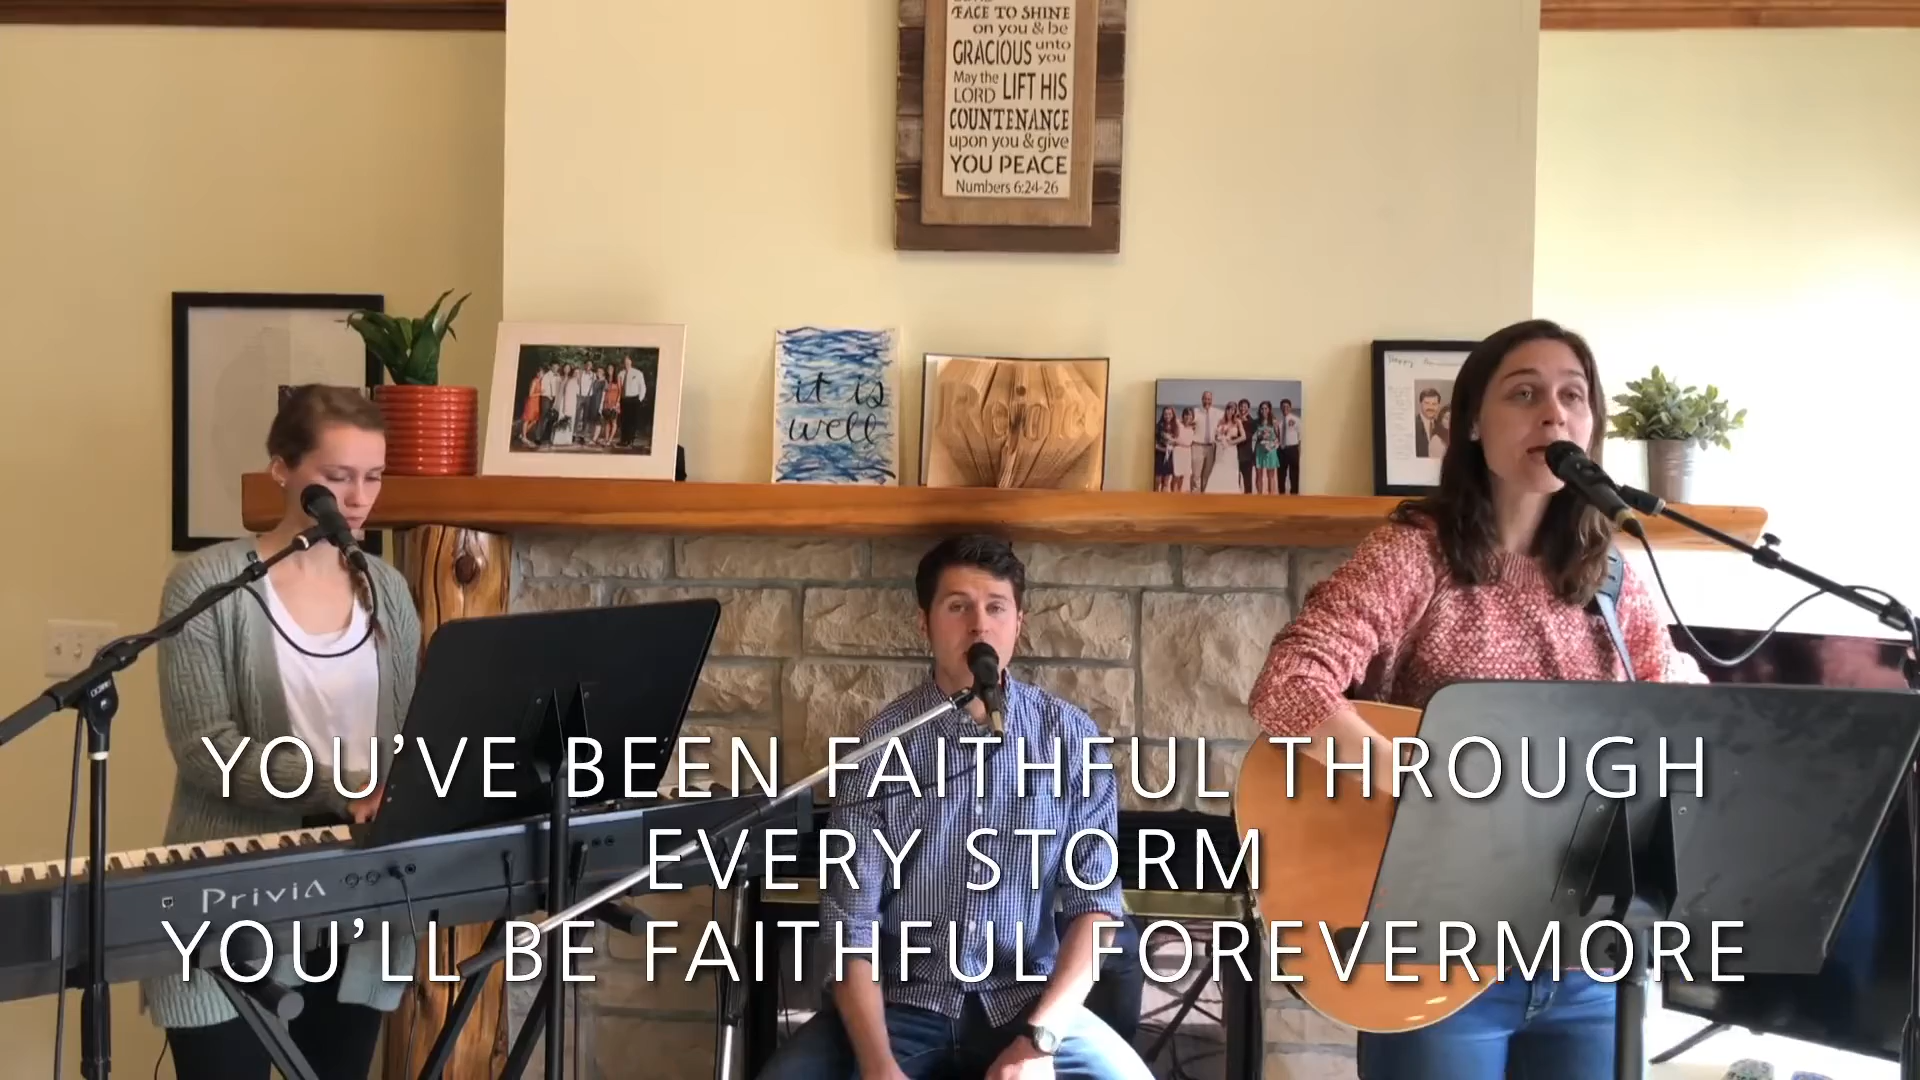 FACE TO SHINE
on you & be
GRACIOUS unto you
May the LORD LIFT HIS
COUNTENANCE
upon you & give
YOU PEACE
Numbers 6:24-26
it is
well
Rejoice
Happy
Privia
YOU'VE BEEN FAITHFUL THROUGH
EVERY STORM
YOU'LL BE FAITHFUL FOREVERMORE